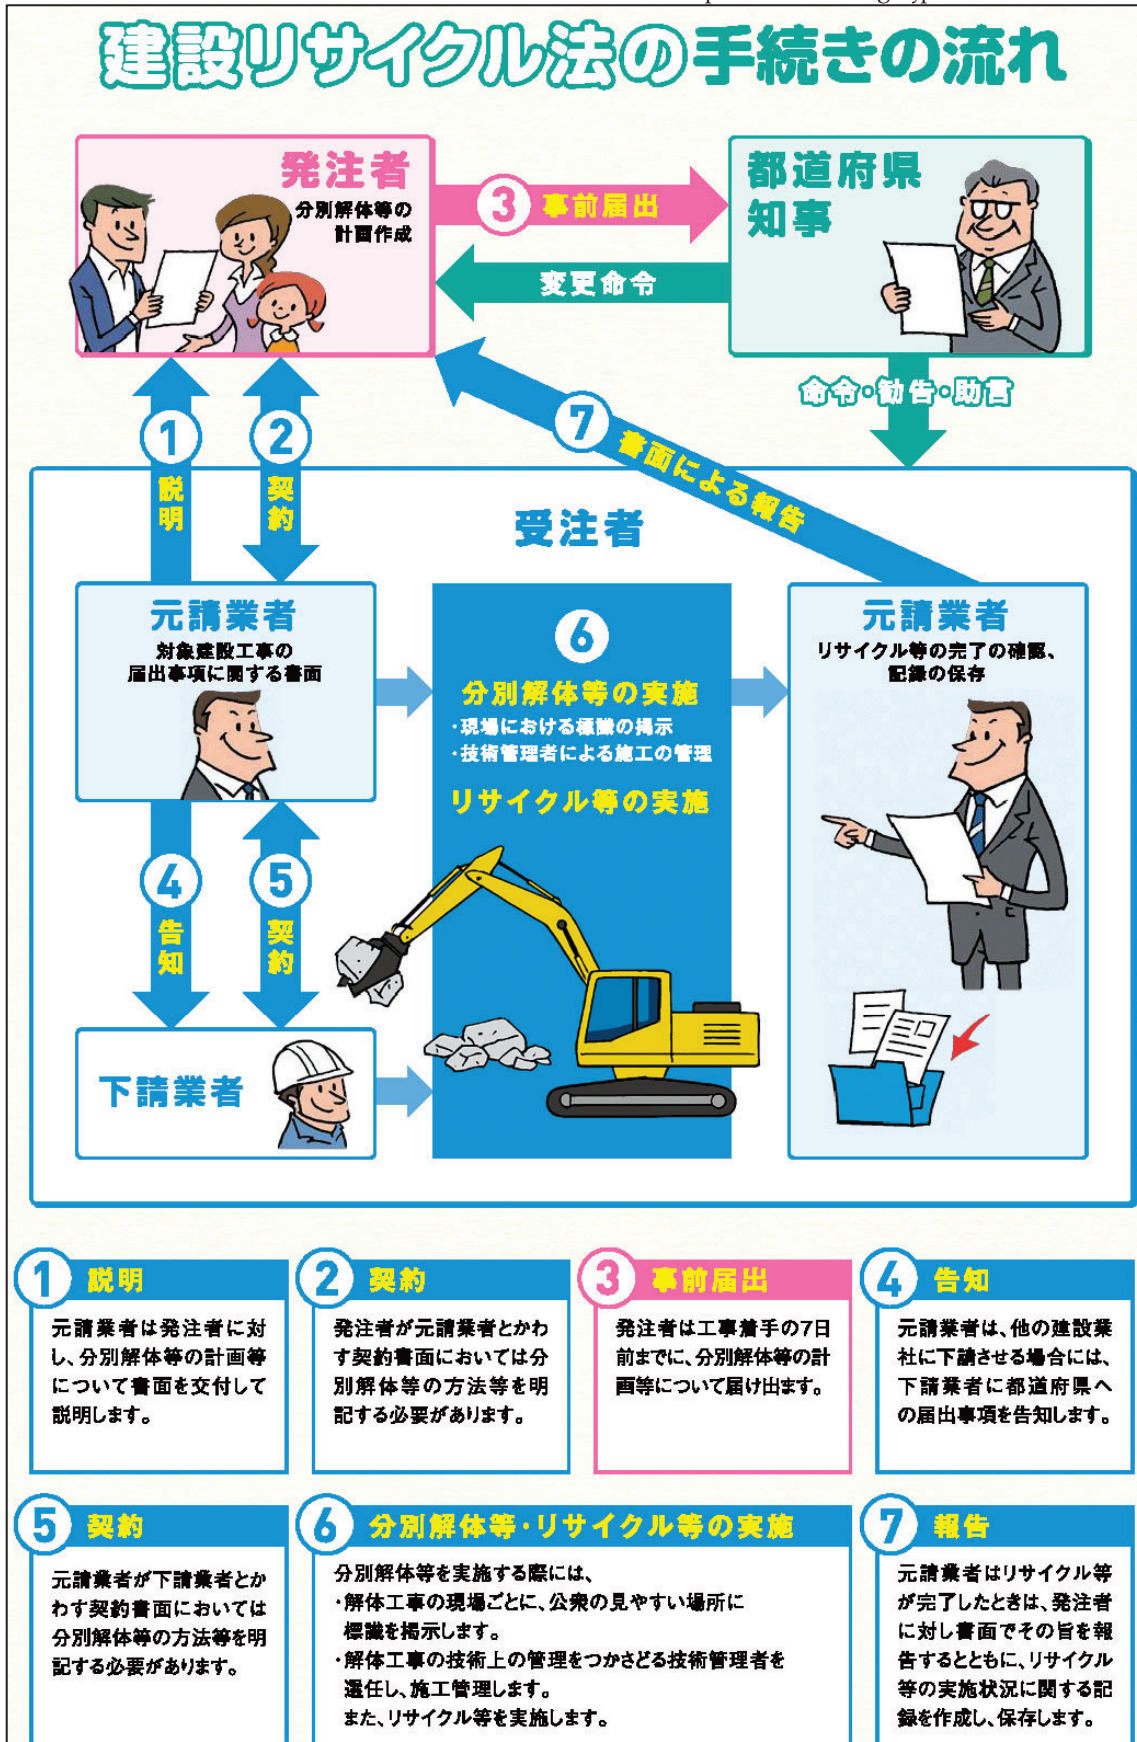 建設リサイクル法の手続きの流れ
発注者
分別解体等の
計画作成
3 事前届出
変更命令
都道府県
知事
命令・勧告・助言
1 説明
2 契約
7 書面による報告
受注者
元請業者
対象建設工事の
届出事項に関する書面
6
分別解体等の実施
・現場における標識の掲示
・技術管理者による施工の管理
リサイクル等の実施
元請業者
リサイクル等の完了の確認、
記録の保存
4 告知
5 契約
下請業者
1 説明
元請業者は発注者に対
し、分別解体等の計画等
について書面を交付して
説明します。
2 契約
発注者が元請業者とかわ
す契約書面においては分
別解体等の方法等を明
記する必要があります。
3 事前届出
発注者は工事着手の7日
前までに、分別解体等の計
画等について届け出ます。
4 告知
元請業者は、他の建設業
社に下請させる場合には、
下請業者に都道府県へ
の届出事項を告知します。
5 契約
元請業者が下請業者とか
わす契約書面においては
分別解体等の方法等を明
記する必要があります。
6 分別解体等・リサイクル等の実施
分別解体等を実施する際には、
・解体工事の現場ごとに、公衆の見やすい場所に
標識を掲示します。
・解体工事の技術上の管理をつかさどる技術管理者を
選任し、施工管理します。
また、リサイクル等を実施します。
7 報告
元請業者はリサイクル等
が完了したときは、発注者
に対し書面でその旨を報
告するとともに、リサイクル
等の実施状況に関する記
録を作成し、保存します。